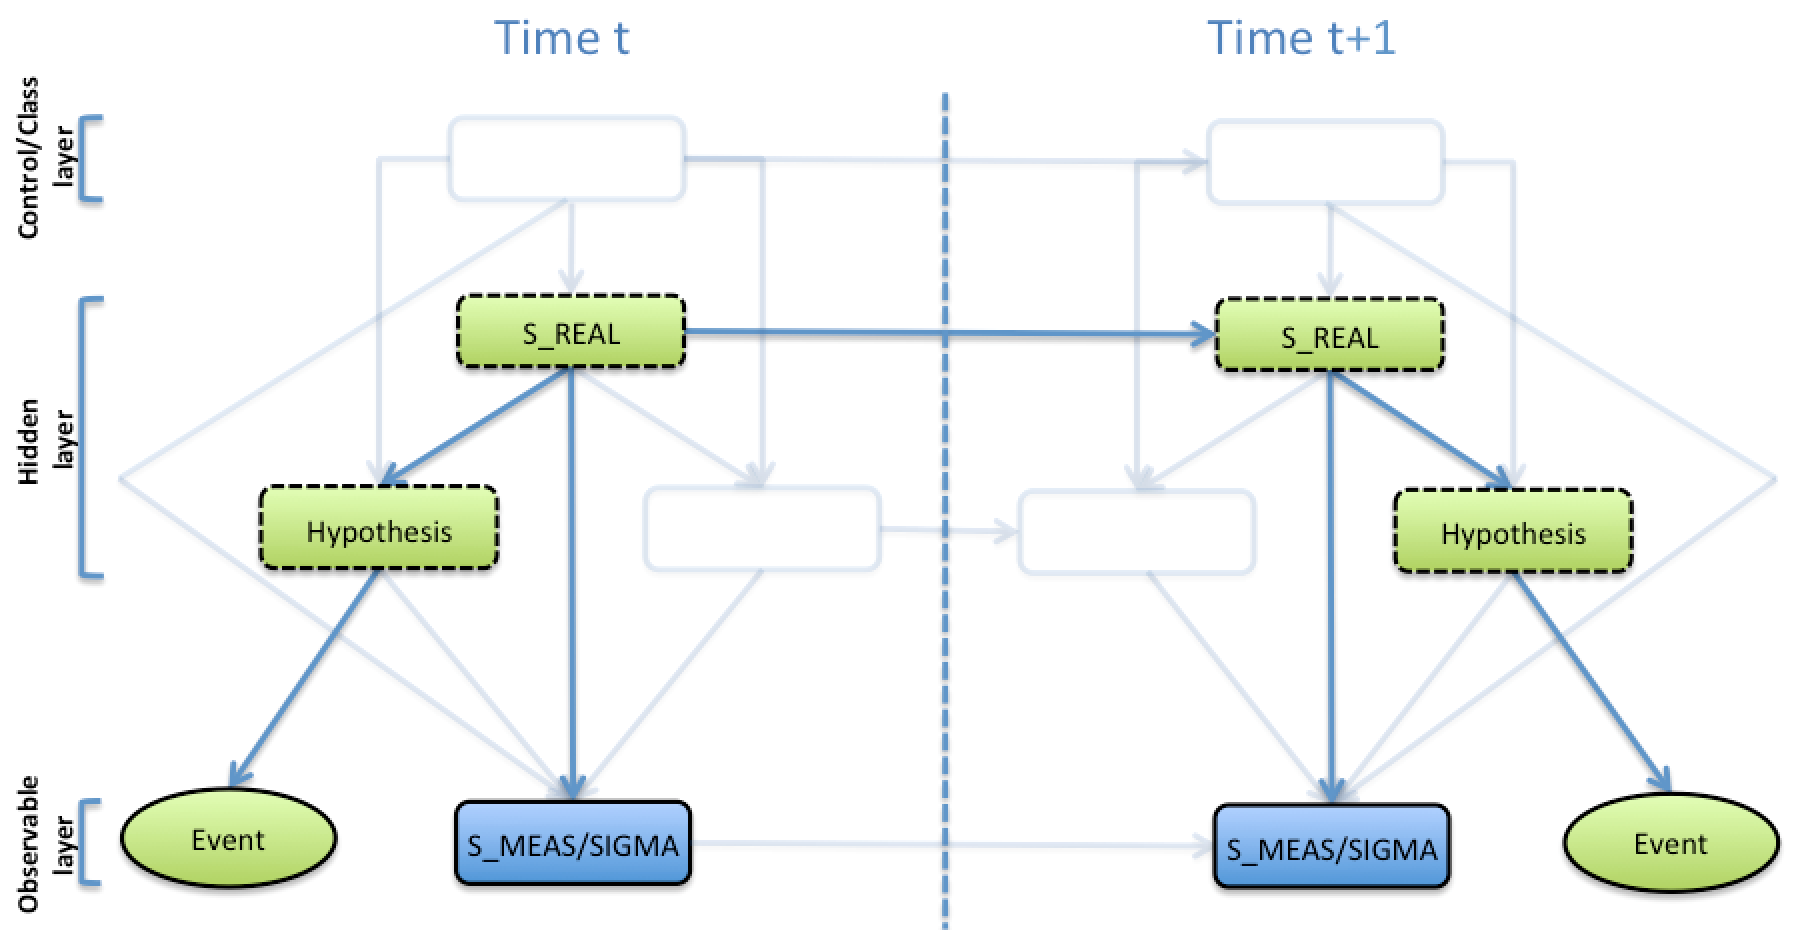 Time t
Time t+1
Control/Class
layer
S_REAL
S_REAL
Hidden
layer
Hypothesis
Hypothesis
Observable
layer
Event
S_MEAS/SIGMA
S_MEAS/SIGMA
Event